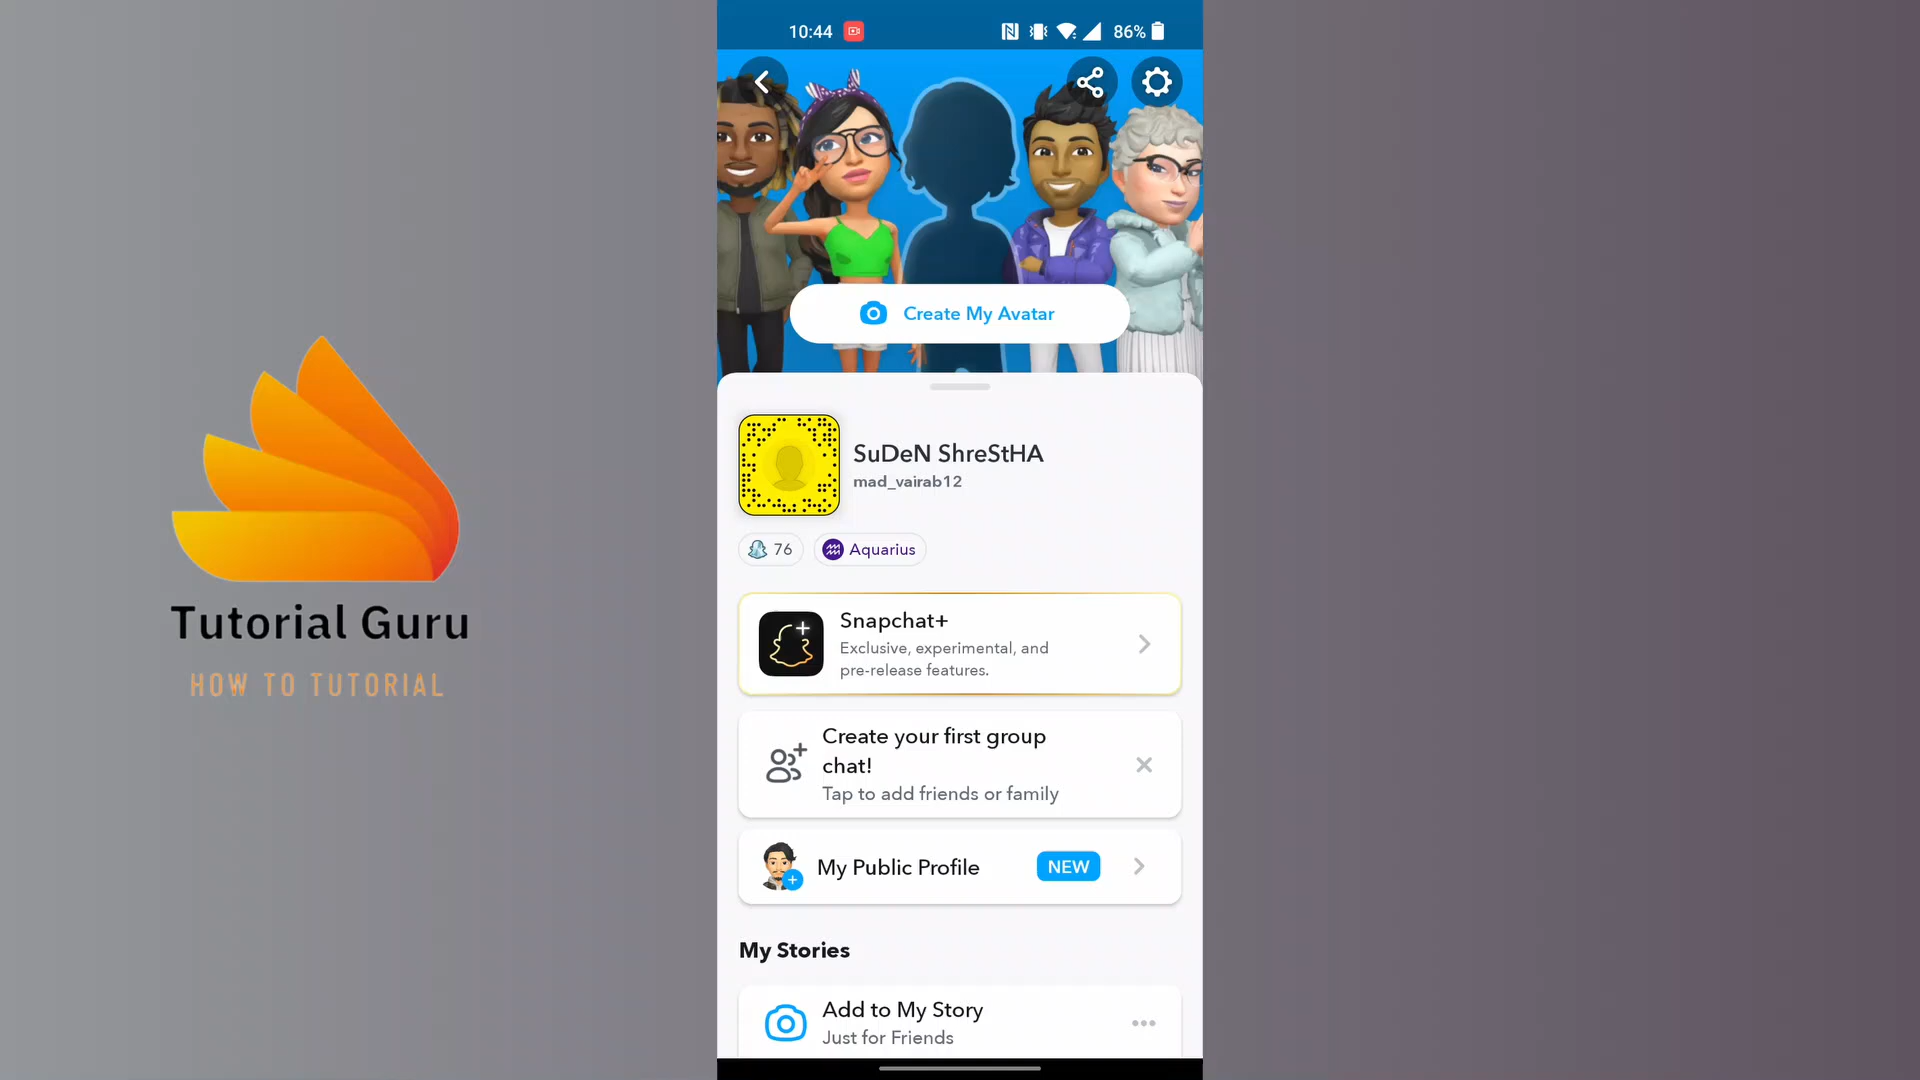 10:44
86%
Create My Avatar
SuDeN ShreStHA
mad_vairab12
76
Aquarius
Snapchat+
Exclusive, experimental, and
pre-release features.
Create your first group
chat!
Tap to add friends or family
My Public Profile
NEW
My Stories
Add to My Story
Just for Friends
Tutorial Guru
HOW TO TUTORIAL